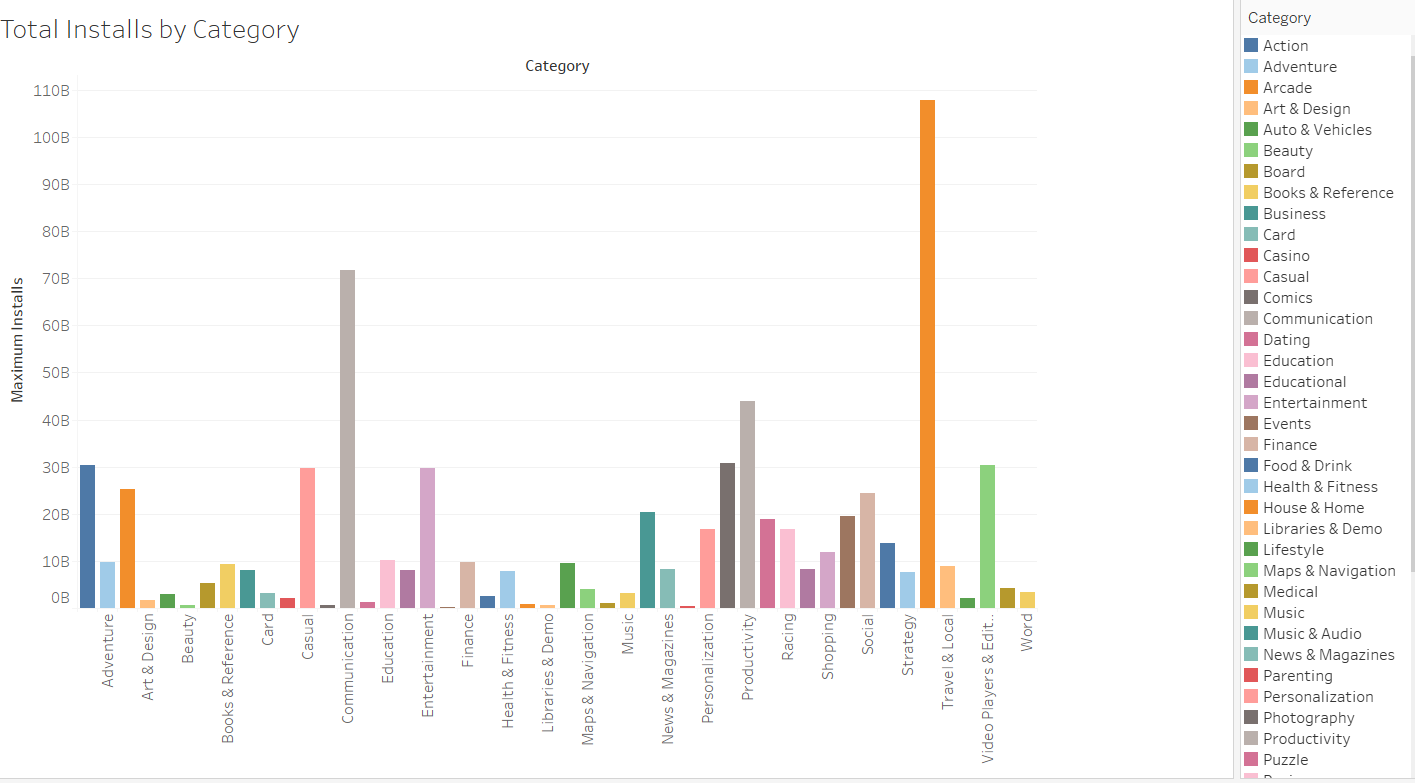 Total Installs by Category
Category
110B
100B
90B
80B
70B
60B
50B
40B
30B
20B
10B
0B
Maximum Installs
Adventure
Art & Design
Beauty
Books & Reference
Card
Casual
Communication
Education
Entertainment
Finance
Health & Fitness
Libraries & Demo
Maps & Navigation
Music
News & Magazines
Personalization
Productivity
Racing
Shopping
Social
Strategy
Travel & Local
Video Players & Edit..
Word
Category
Action
Adventure
Arcade
Art & Design
Auto & Vehicles
Beauty
Board
Books & Reference
Business
Card
Casino
Casual
Comics
Communication
Dating
Education
Educational
Entertainment
Events
Finance
Food & Drink
Health & Fitness
House & Home
Libraries & Demo
Lifestyle
Maps & Navigation
Medical
Music
Music & Audio
News & Magazines
Parenting
Personalization
Photography
Productivity
Puzzle